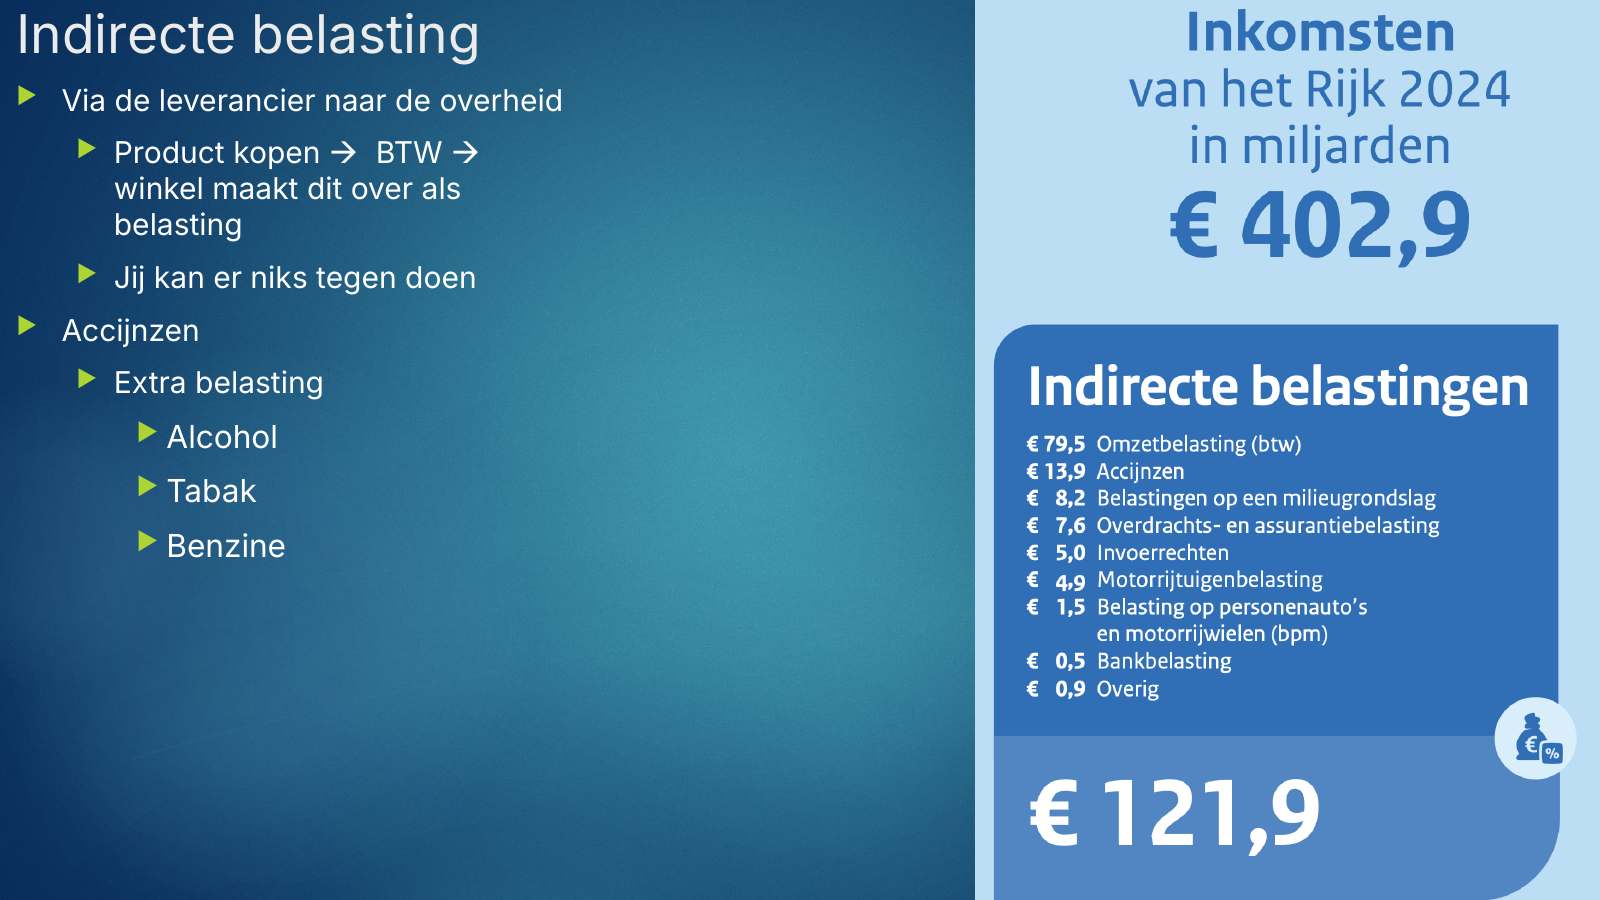 Indirecte belasting
Via de leverancier naar de overheid
Product kopen → BTW →
winkel maakt dit over als
belasting
Jij kan er niks tegen doen
Accijnzen
Extra belasting
Alcohol
Tabak
Benzine
Inkomsten
van het Rijk 2024
in miljarden
€ 402,9
Indirecte belastingen
€ 79,5 Omzetbelasting (btw)
€ 13,9 Accijnzen
€ 8,2 Belastingen op een milieugrondslag
€ 7,6 Overdrachts- en assurantiebelasting
€ 5,0 Invoerrechten
€ 4,9 Motorrijtuigenbelasting
€ 1,5 Belasting op personenauto's
en motorrijwielen (bpm)
€ 0,5 Bankbelasting
€ 0,9 Overig
€ %
€ 121,9